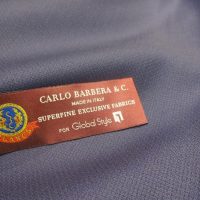 CARLO BARBERA & C.
MADE IN ITALY
SUPERFINE EXCLUSIVE FABRICS
FOR Global Style